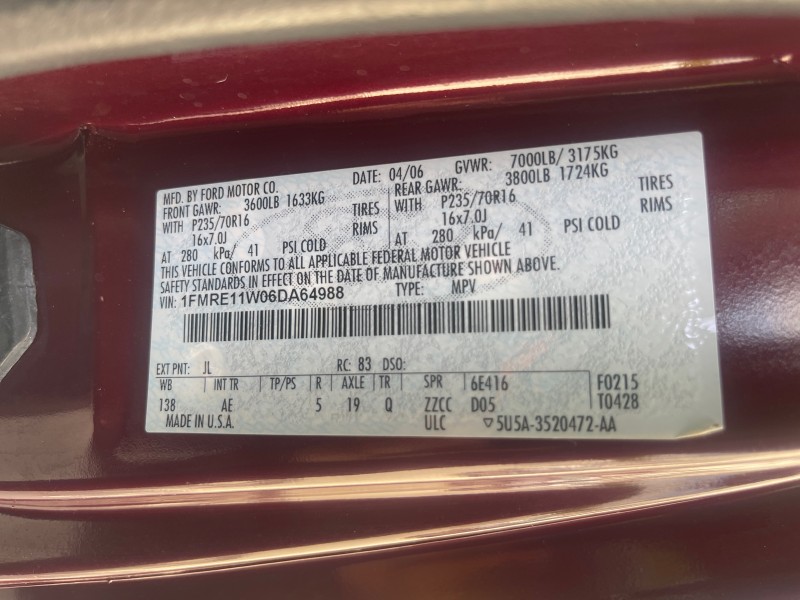 MFD. BY FORD MOTOR CO. DATE: 04/06 GVWR: 7000LB/ 3175KG
FRONT GAWR: 3600LB 1633KG REAR GAWR: 3800LB 1724KG
WITH P235/70R16 TIRES WITH P235/70R16 TIRES
16x7.0J RIMS 16x7.0J RIMS
AT 280 kPa/ 41 PSI COLD AT 280 kPa/ 41 PSI COLD
THIS VEHICLE CONFORMS TO ALL APPLICABLE FEDERAL MOTOR VEHICLE
SAFETY STANDARDS IN EFFECT ON THE DATE OF MANUFACTURE SHOWN ABOVE.
VIN: 1FMRE11W06DA64988 TYPE: MPV
EXT PNT: JL RC: 83 DSO:
WB INT TR TP/PS R AXLE TR SPR 6E416 F0215
138 AE 5 19 Q ZZCC D05 T0428
MADE IN U.S.A. ULC ▽5U5A-3520472-AA